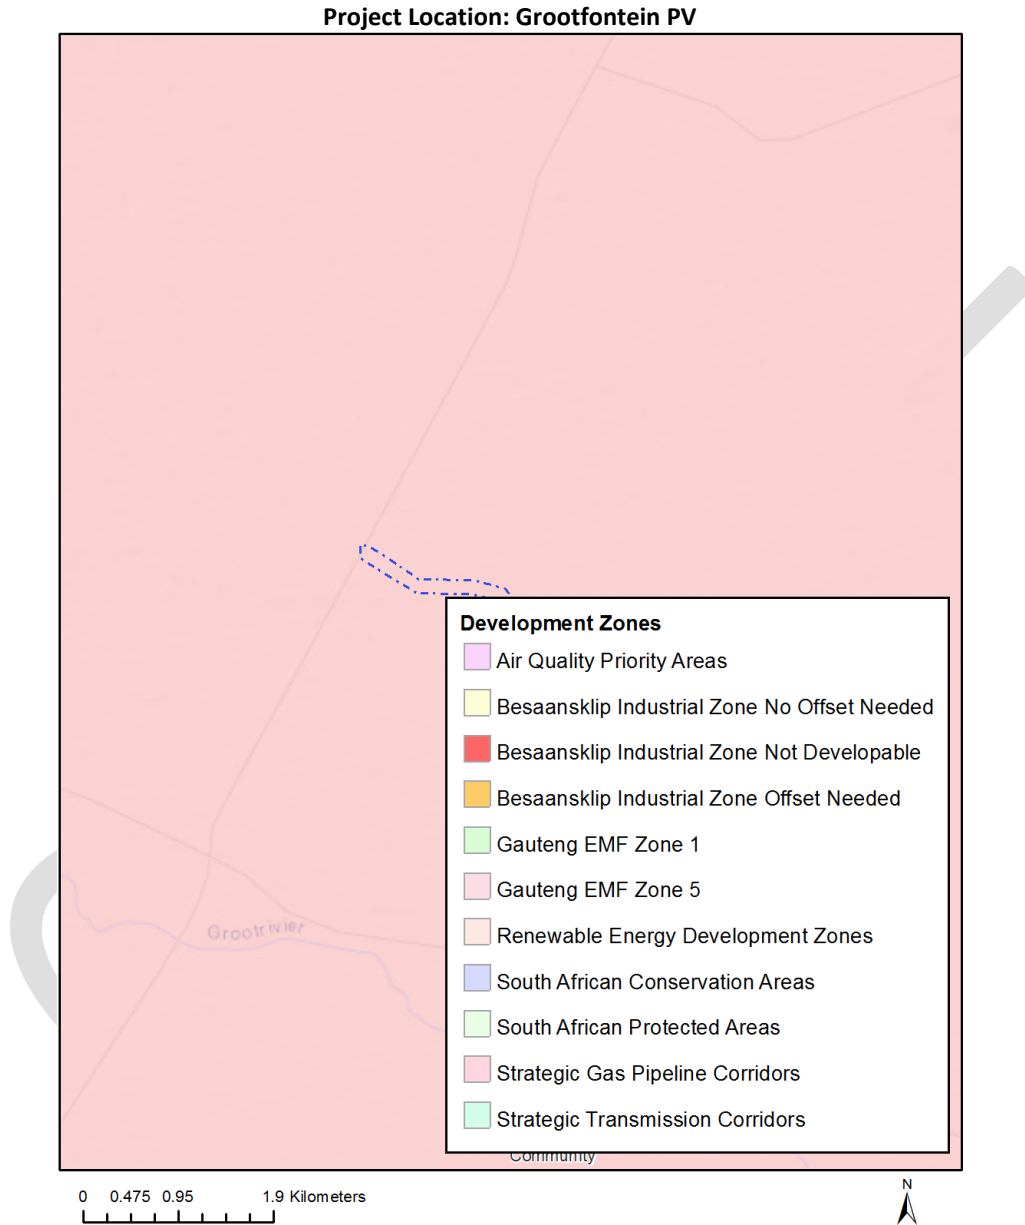 Project Location: Grootfontein PV
Grootrivier
Development Zones
Air Quality Priority Areas
Besaansklip Industrial Zone No Offset Needed
Besaansklip Industrial Zone Not Developable
Besaansklip Industrial Zone Offset Needed
Gauteng EMF Zone 1
Gauteng EMF Zone 5
Renewable Energy Development Zones
South African Conservation Areas
South African Protected Areas
Strategic Gas Pipeline Corridors
Strategic Transmission Corridors
Community
0 0.475 0.95 1.9 Kilometers
N